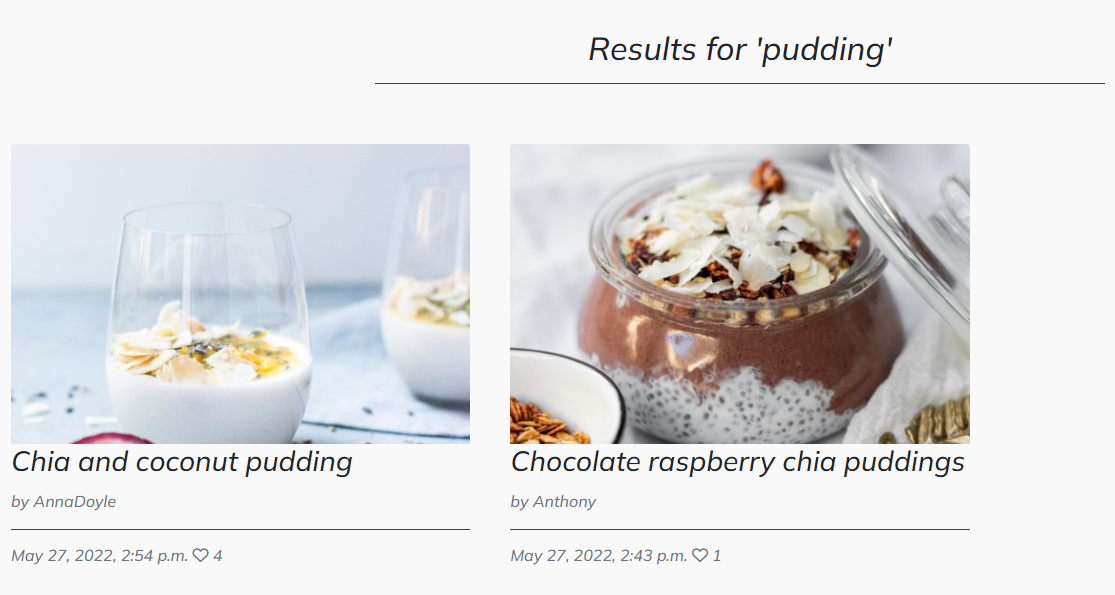 Results for 'pudding'
Chia and coconut pudding
by AnnaDoyle
May 27, 2022, 2:54 p.m. ♡ 4
Chocolate raspberry chia puddings
by Anthony
May 27, 2022, 2:43 p.m. ♡ 1